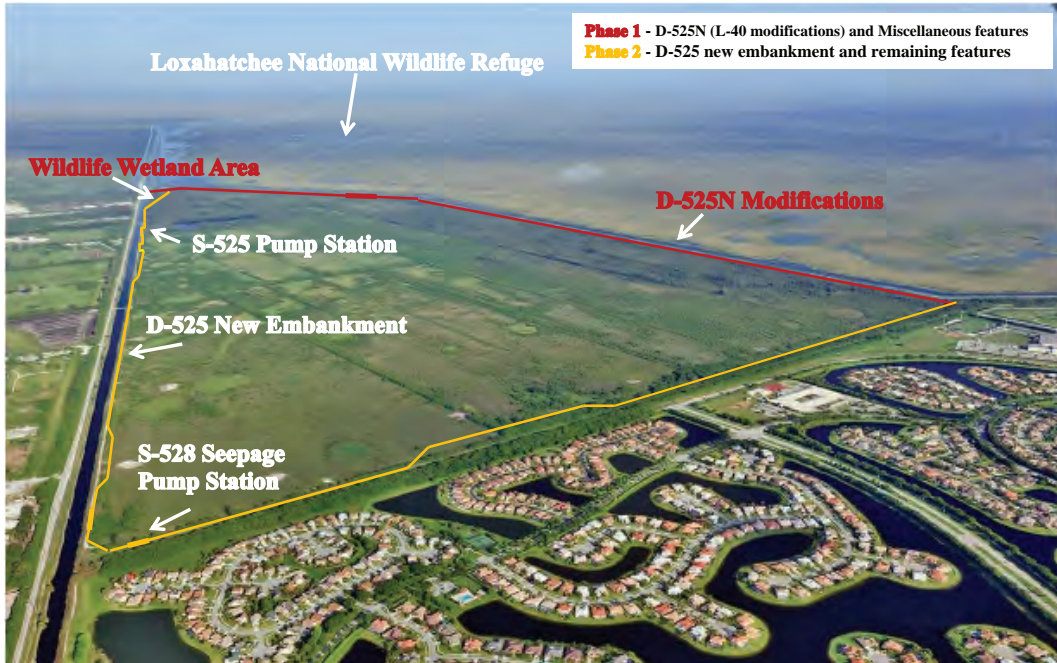 Phase 1 - D-525N (L-40 modifications) and Miscellaneous features
Phase 2 - D-525 new embankment and remaining features
Loxahatchee National Wildlife Refuge
Wildlife Wetland Area
D-525N Modifications
S-525 Pump Station
D-525 New Embankment
S-528 Seepage
Pump Station